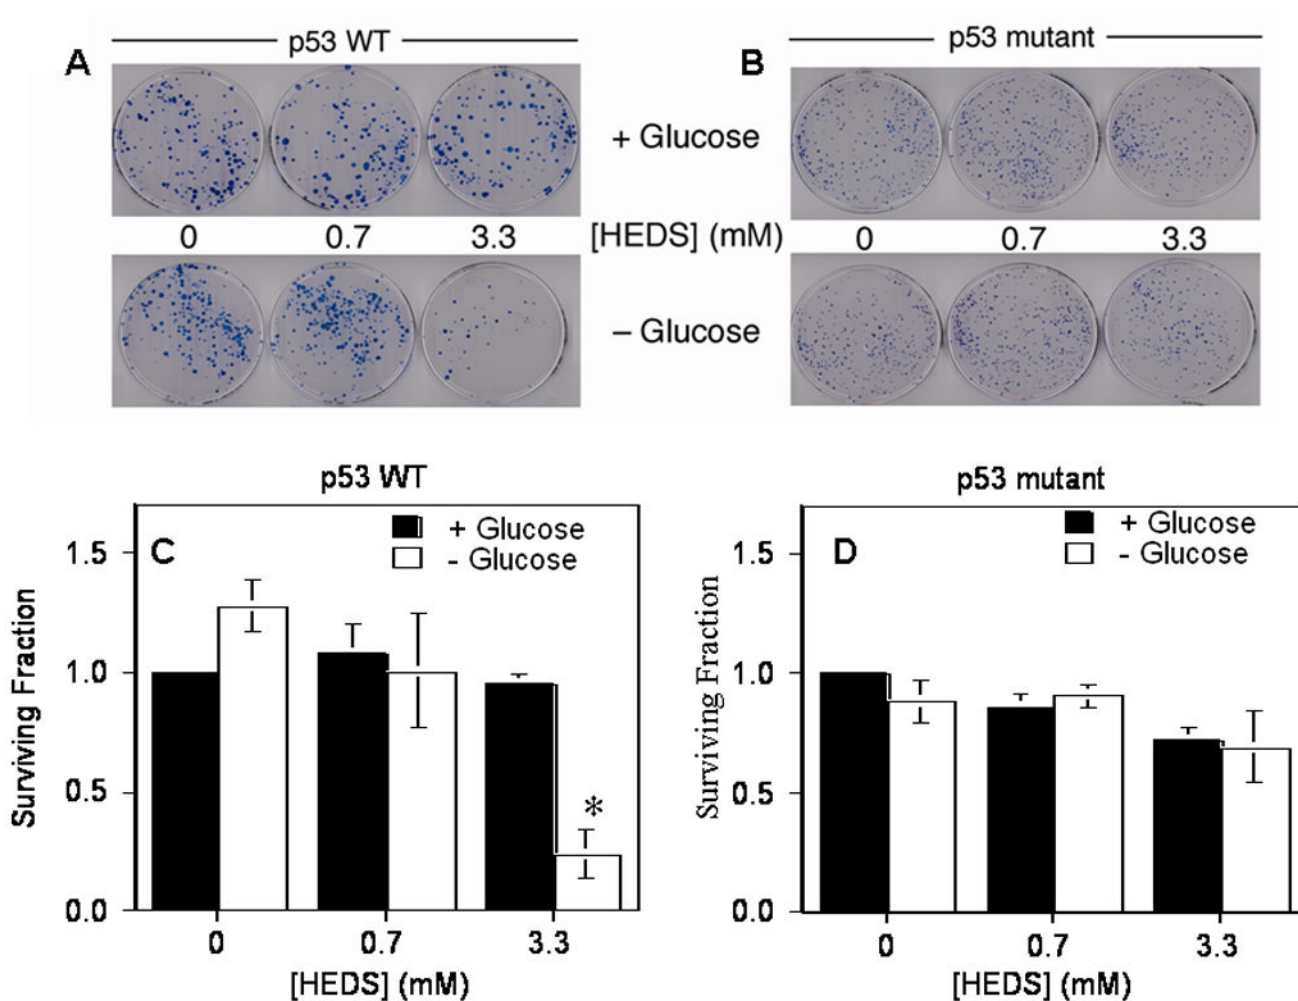 A
p53 WT
B
p53 mutant
+ Glucose
0 0.7 3.3 [HEDS] (mM) 0 0.7 3.3
– Glucose
p53 WT
C
+ Glucose
- Glucose
1.5
1.0
0.5
0.0
*
Surviving Fraction
0 0.7 3.3
[HEDS] (mM)
p53 mutant
D
+ Glucose
- Glucose
1.5
1.0
0.5
0.0
Surviving Fraction
0 0.7 3.3
[HEDS] (mM)